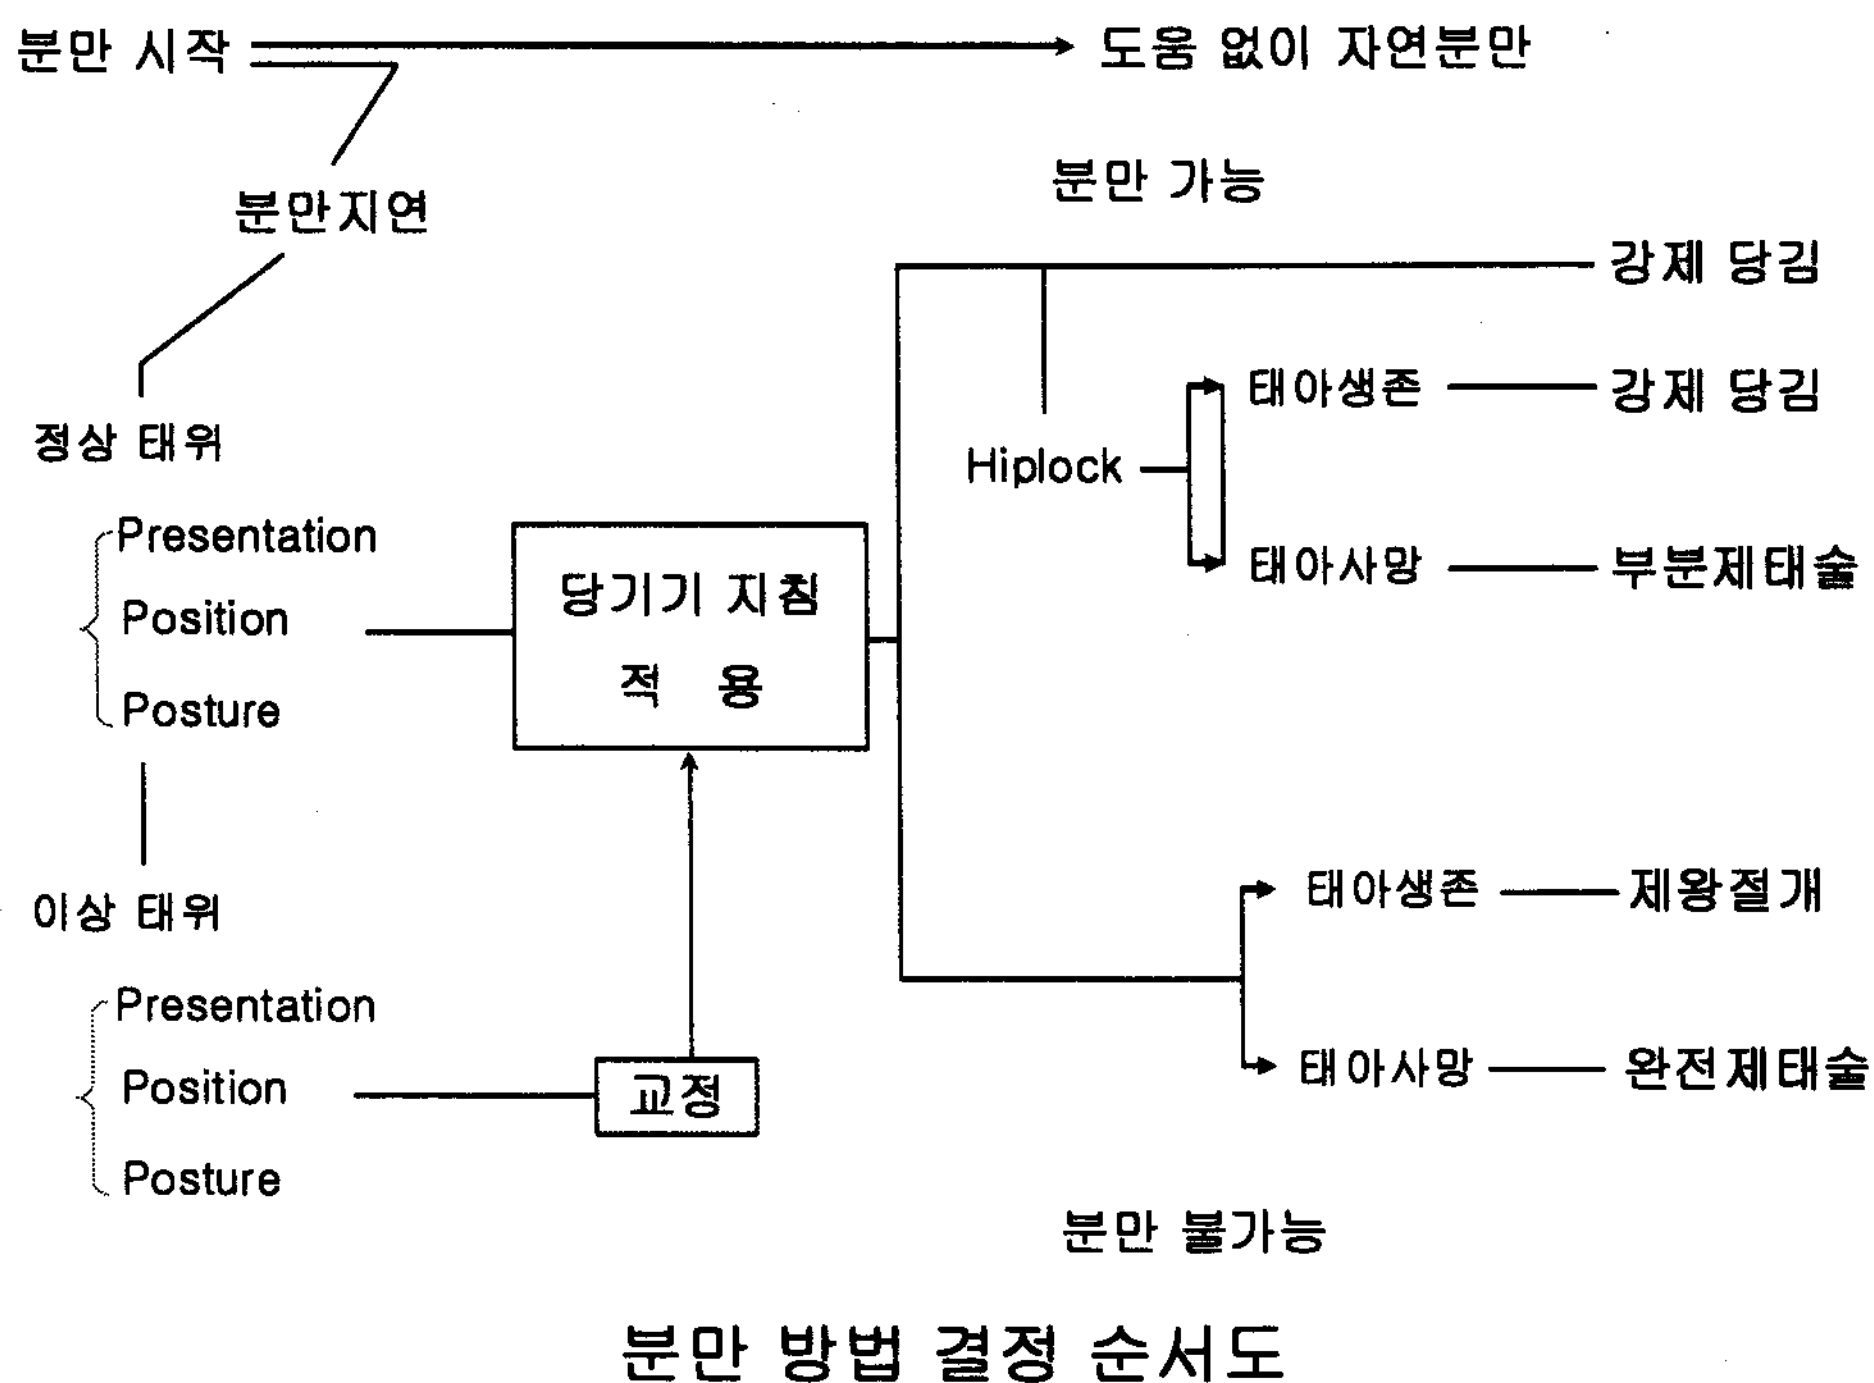 분만 시작
도움 없이 자연분만
분만 가능
분만지연
강제 당김
태아생존
강제 당김
정상 태위
Hiplock
Presentation
Position
Posture
당기기 지침
적 용
태아사망
부분제태술
이상 태위
Presentation
Position
Posture
교정
태아생존
제왕절개
태아사망
완전제태술
분만 불가능
분만 방법 결정 순서도